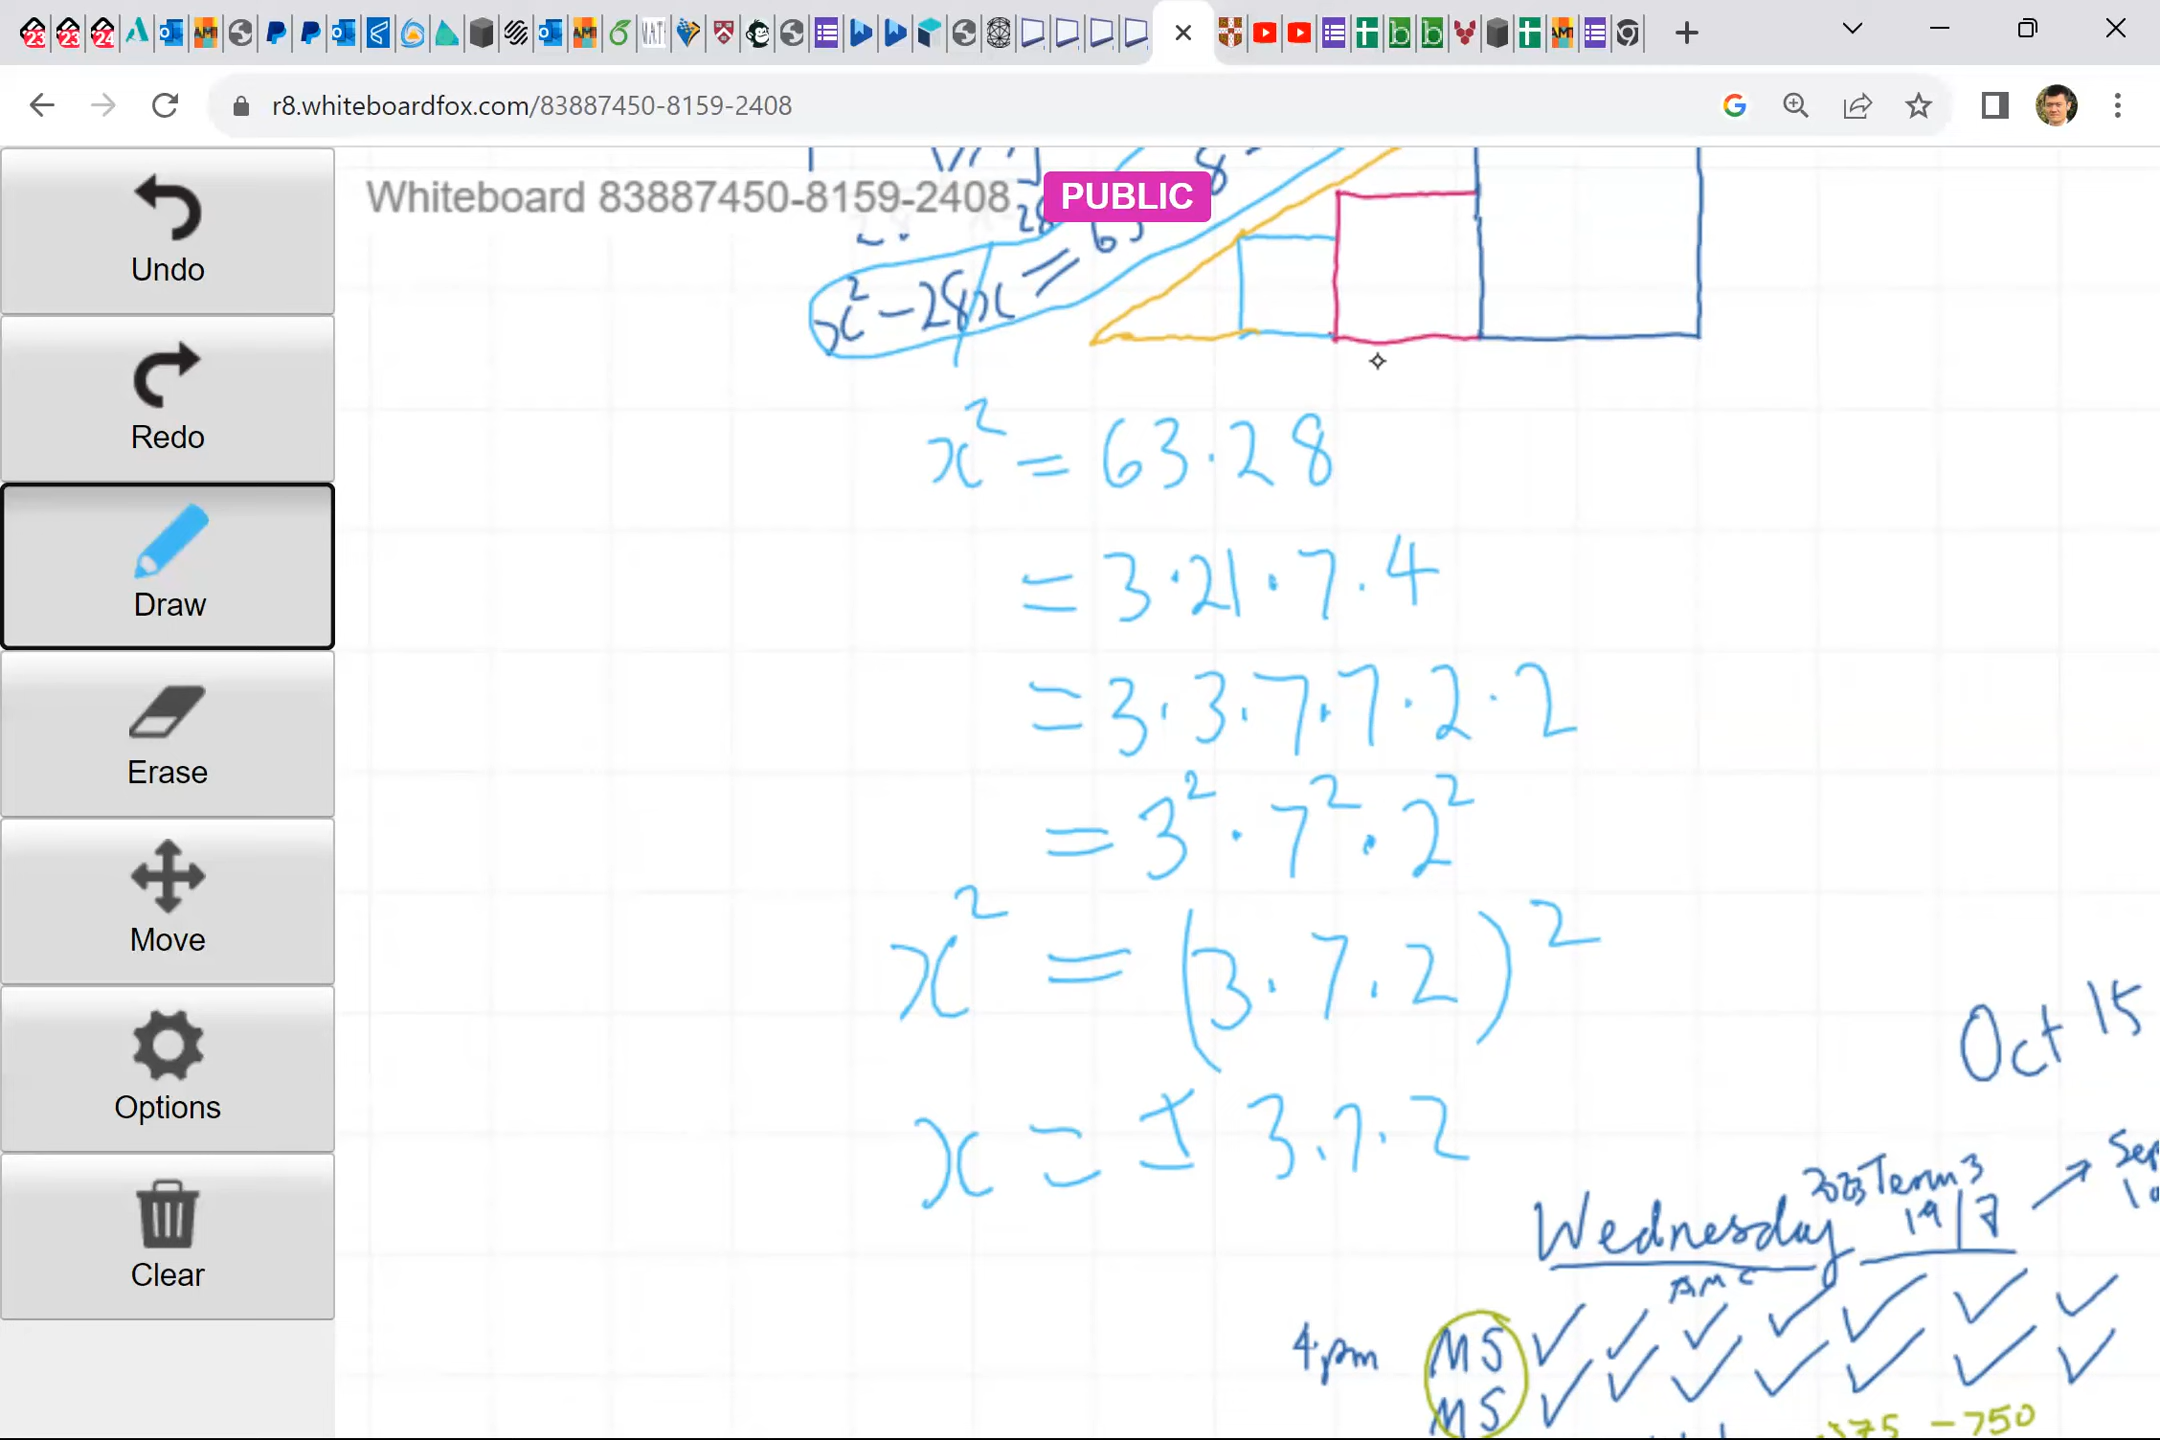 r8.whiteboardfox.com/83887450-8159-2408
Whiteboard 83887450-8159-2408 PUBLIC
8
28 63
x² - 28x =
Undo
Redo
Draw
Erase
Move
Options
Clear
x² = 63·28
= 3·21·7·4
= 3·3·7·7·2·2
= 3²·7²·2²
x² = (3·7·2)²
x = ± 3·7·2
Oct 15
2023 Term 3
Wednesday 19/7
AMC
4pm MS ✓ ✓ ✓ ✓ ✓ ✓ ✓
MS ✓ ✓ ✓ ✓ ✓ ✓ ✓
- 750